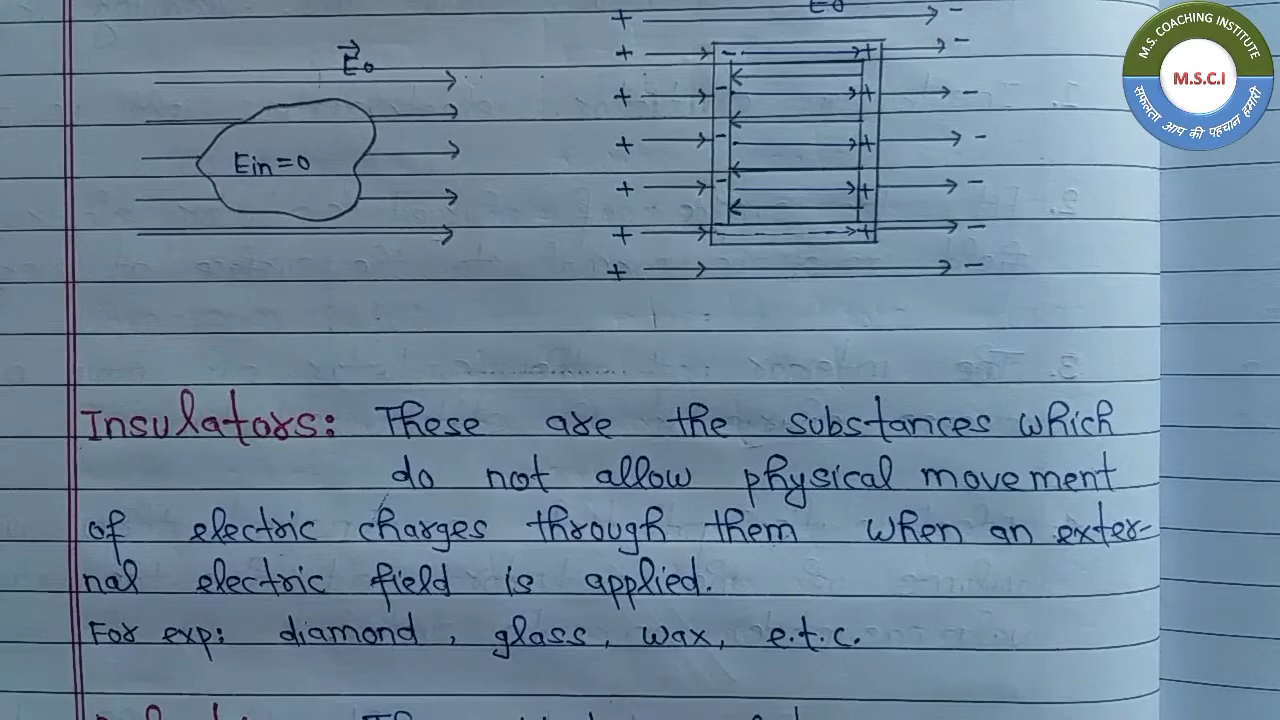 E₀
E₀
Ein = 0
M.S. COACHING INSTITUTE
M.S.C.I
सफलता आप की पहचान हमारी
Insulators: These are the substances which
do not allow physical movement
of electric charges through them when an exter-
nal electric field is applied.
For exp: diamond, glass, wax, e.t.c.